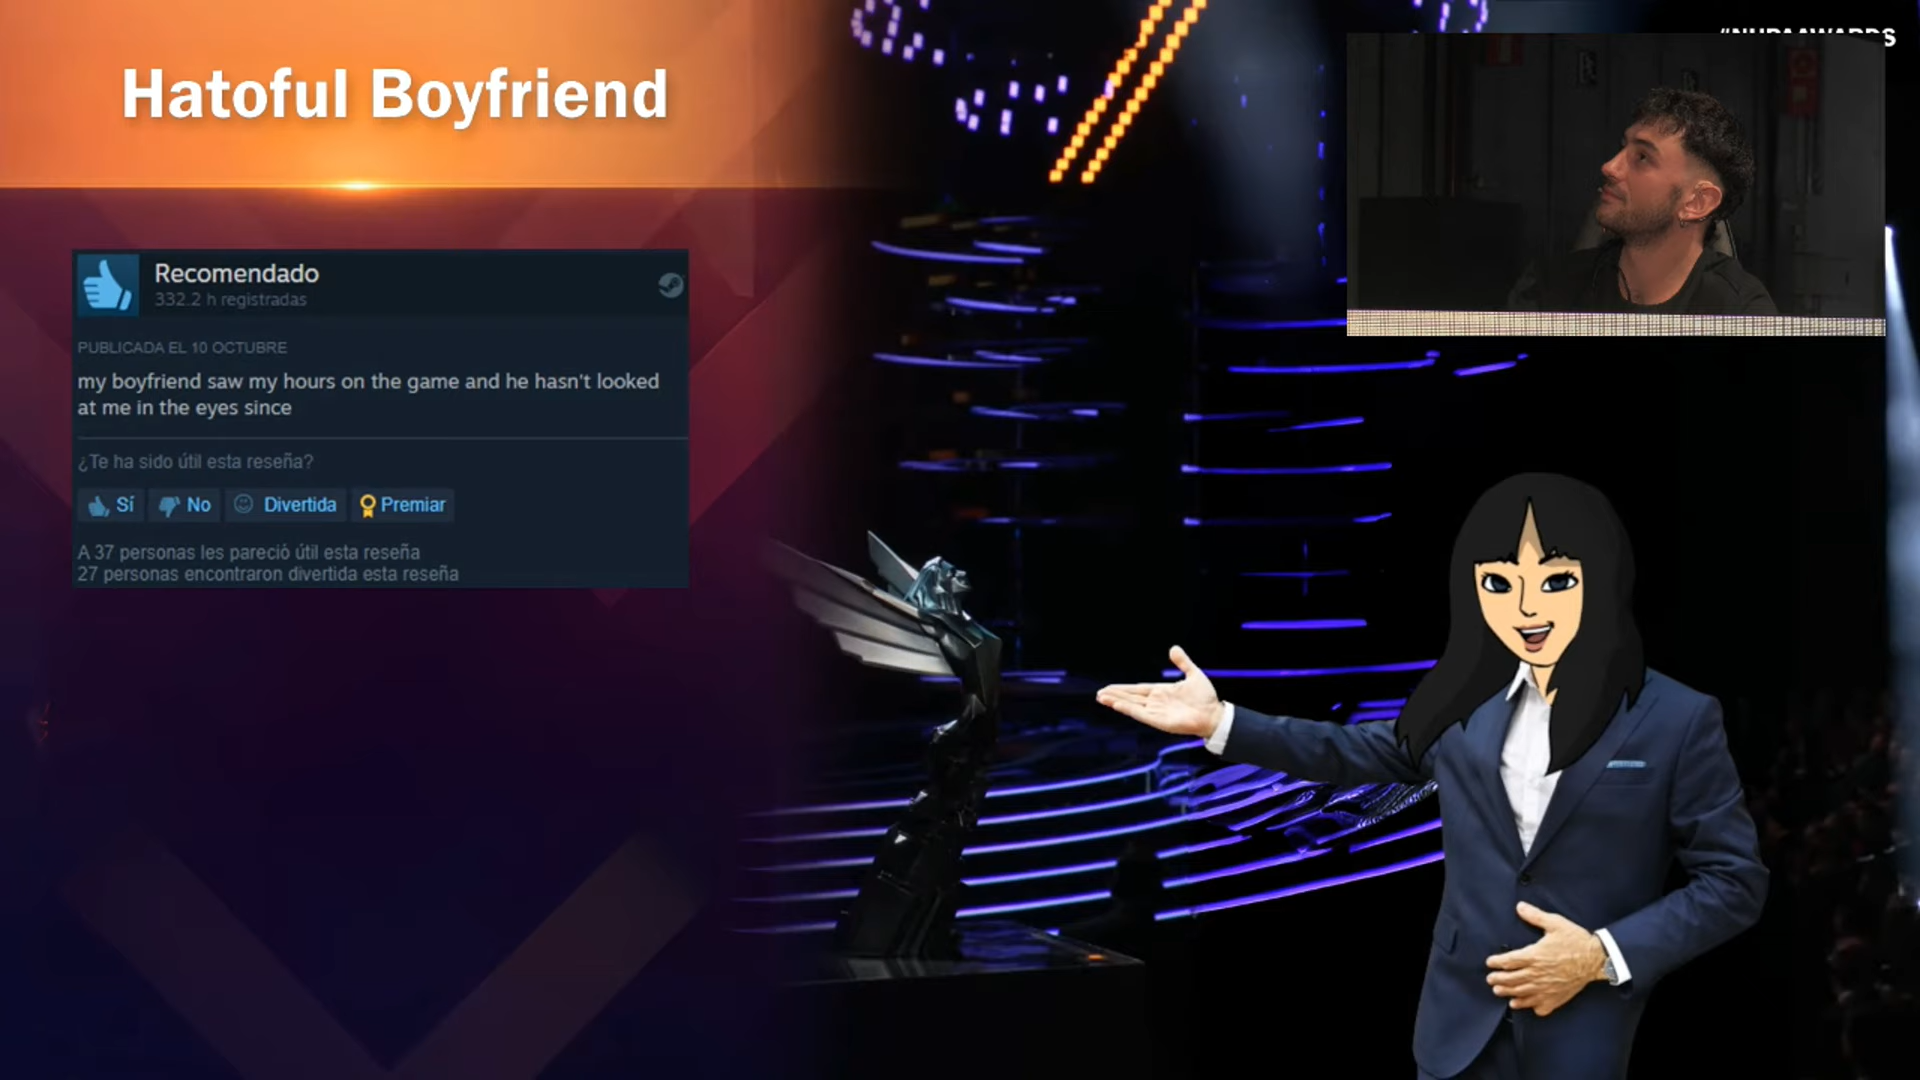 Hatoful Boyfriend
Recomendado
332.2 h registradas
PUBLICADA EL 10 OCTUBRE
my boyfriend saw my hours on the game and he hasn't looked
at me in the eyes since
¿Te ha sido útil esta reseña?
Sí No Divertida Premiar
A 37 personas les pareció útil esta reseña
27 personas encontraron divertida esta reseña